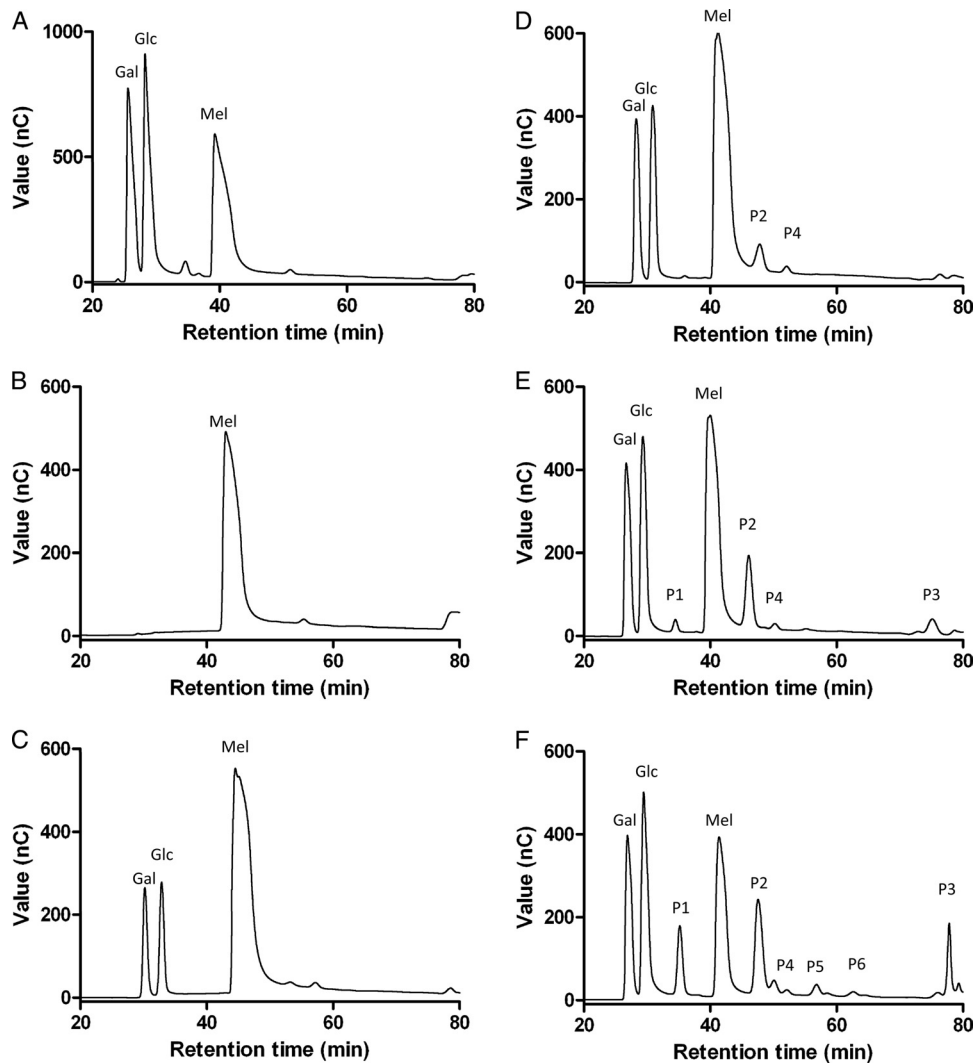 A
1000
500
0
Value (nC)
Gal
Glc
Mel
20 40 60 80
Retention time (min)
B
600
400
200
0
Value (nC)
Mel
20 40 60 80
Retention time (min)
C
600
400
200
0
Value (nC)
Gal
Glc
Mel
20 40 60 80
Retention time (min)
D
600
400
200
0
Value (nC)
Gal
Glc
Mel
P2
P4
20 40 60 80
Retention time (min)
E
600
400
200
0
Value (nC)
Gal
Glc
P1
Mel
P2
P4
P3
20 40 60 80
Retention time (min)
F
600
400
200
0
Value (nC)
Gal
Glc
P1
Mel
P2
P4
P5
P6
P3
20 40 60 80
Retention time (min)